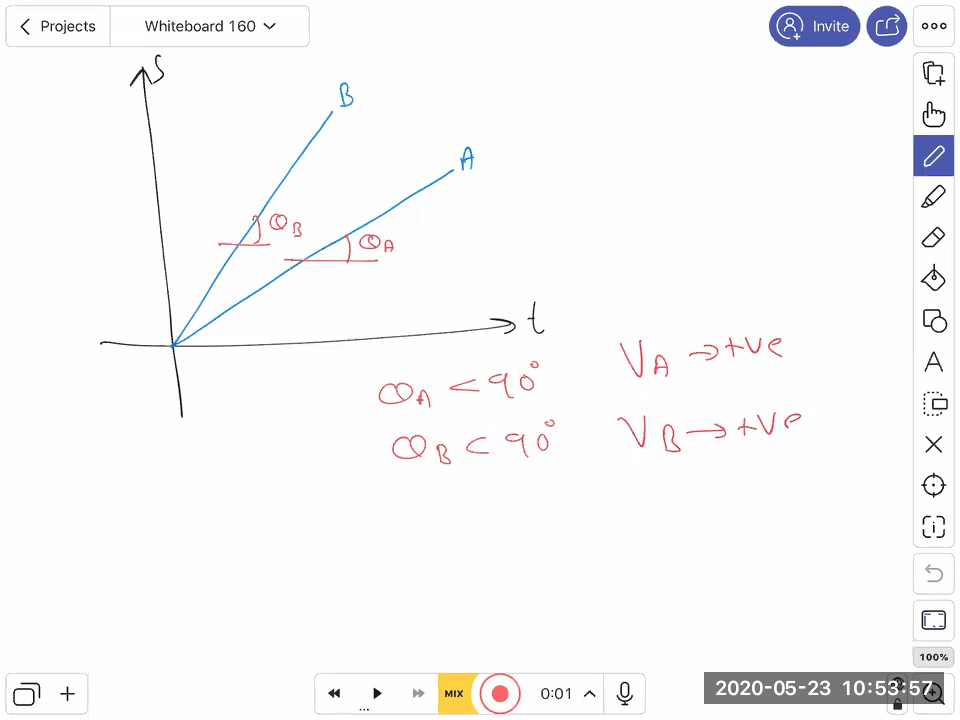 Projects
Whiteboard 160
Invite
S
B
A
θB
θA
t
θA < 90° VA → +ve
θB < 90° VB → +ve
100%
MIX
0:01
2020-05-23 10:53:57